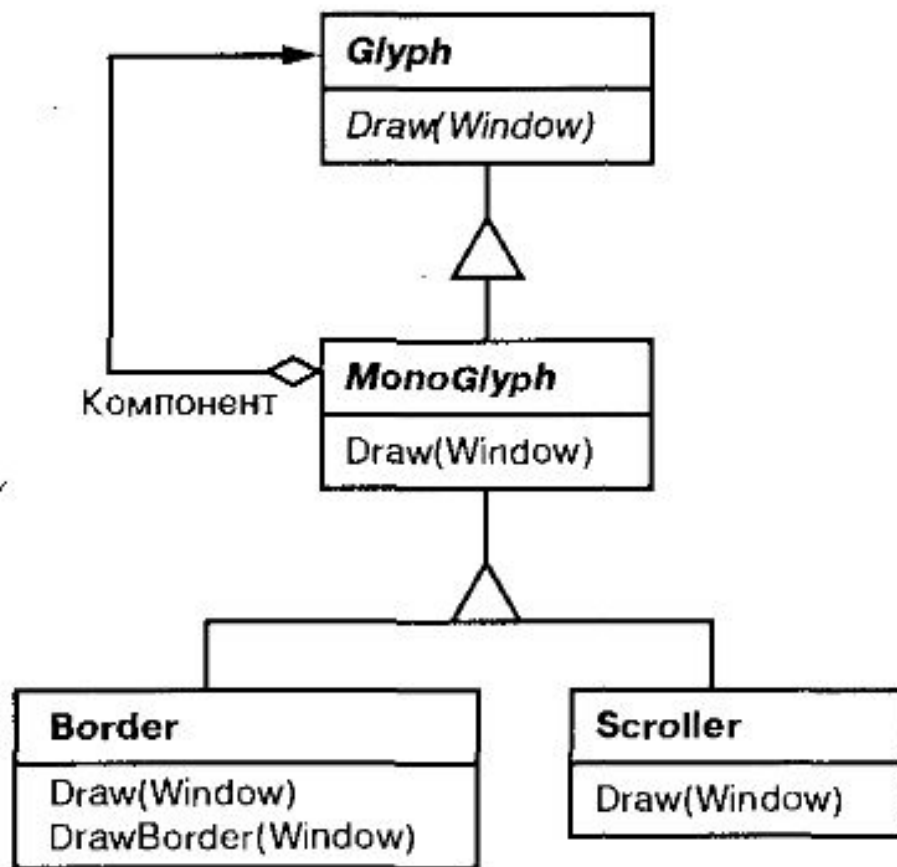 Glyph
Draw(Window)
MonoGlyph
Компонент
Draw(Window)
Border
Draw(Window)
DrawBorder(Window)
Scroller
Draw(Window)